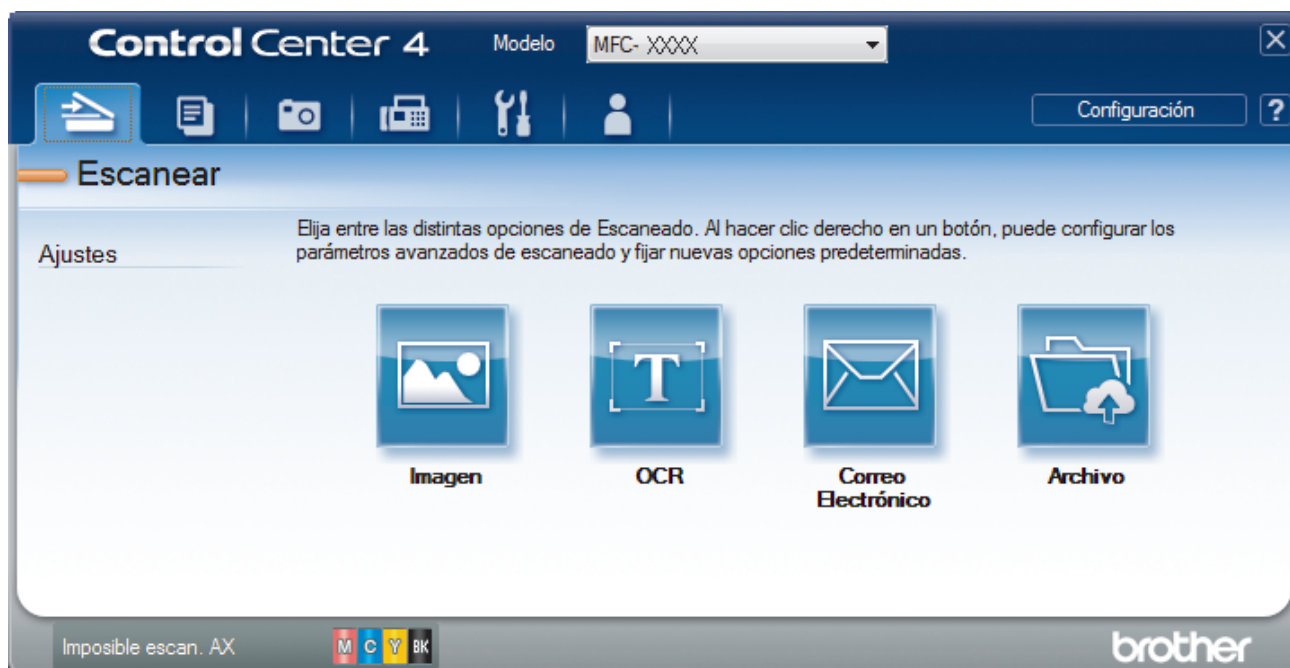 Control Center 4
Modelo
MFC- XXXX
Configuración
?
Escanear
Ajustes
Elija entre las distintas opciones de Escaneado. Al hacer clic derecho en un botón, puede configurar los
parámetros avanzados de escaneado y fijar nuevas opciones predeterminadas.
T
Imagen
OCR
Correo
Electrónico
Archivo
Imposible escan. AX
M C Y BK
brother